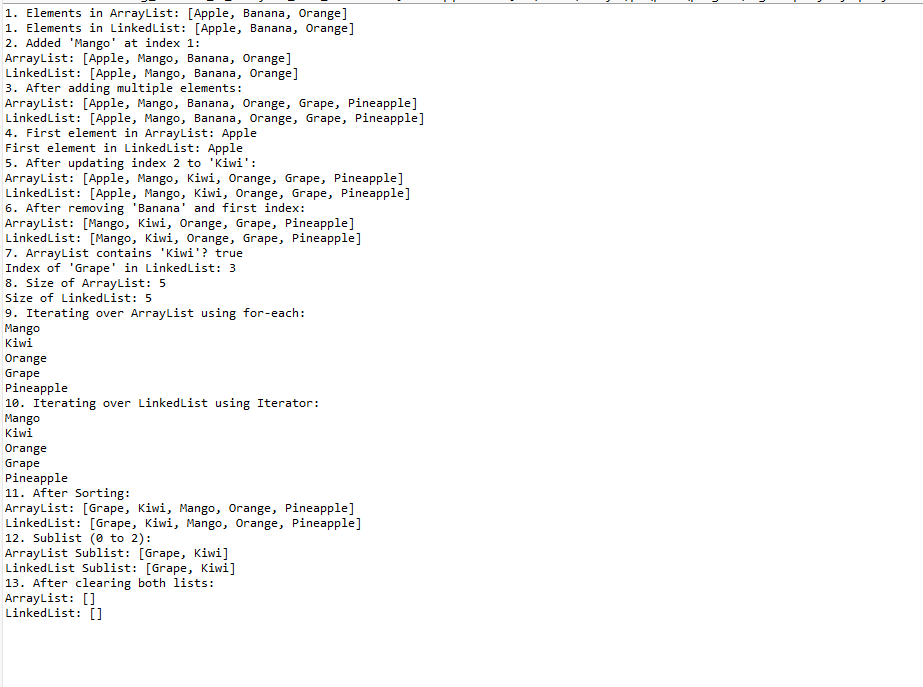 1. Elements in ArrayList: [Apple, Banana, Orange]
1. Elements in LinkedList: [Apple, Banana, Orange]
2. Added 'Mango' at index 1:
ArrayList: [Apple, Mango, Banana, Orange]
LinkedList: [Apple, Mango, Banana, Orange]
3. After adding multiple elements:
ArrayList: [Apple, Mango, Banana, Orange, Grape, Pineapple]
LinkedList: [Apple, Mango, Banana, Orange, Grape, Pineapple]
4. First element in ArrayList: Apple
First element in LinkedList: Apple
5. After updating index 2 to 'Kiwi':
ArrayList: [Apple, Mango, Kiwi, Orange, Grape, Pineapple]
LinkedList: [Apple, Mango, Kiwi, Orange, Grape, Pineapple]
6. After removing 'Banana' and first index:
ArrayList: [Mango, Kiwi, Orange, Grape, Pineapple]
LinkedList: [Mango, Kiwi, Orange, Grape, Pineapple]
7. ArrayList contains 'Kiwi'? true
Index of 'Grape' in LinkedList: 3
8. Size of ArrayList: 5
Size of LinkedList: 5
9. Iterating over ArrayList using for-each:
Mango
Kiwi
Orange
Grape
Pineapple
10. Iterating over LinkedList using Iterator:
Mango
Kiwi
Orange
Grape
Pineapple
11. After Sorting:
ArrayList: [Grape, Kiwi, Mango, Orange, Pineapple]
LinkedList: [Grape, Kiwi, Mango, Orange, Pineapple]
12. Sublist (0 to 2):
ArrayList Sublist: [Grape, Kiwi]
LinkedList Sublist: [Grape, Kiwi]
13. After clearing both lists:
ArrayList: []
LinkedList: []